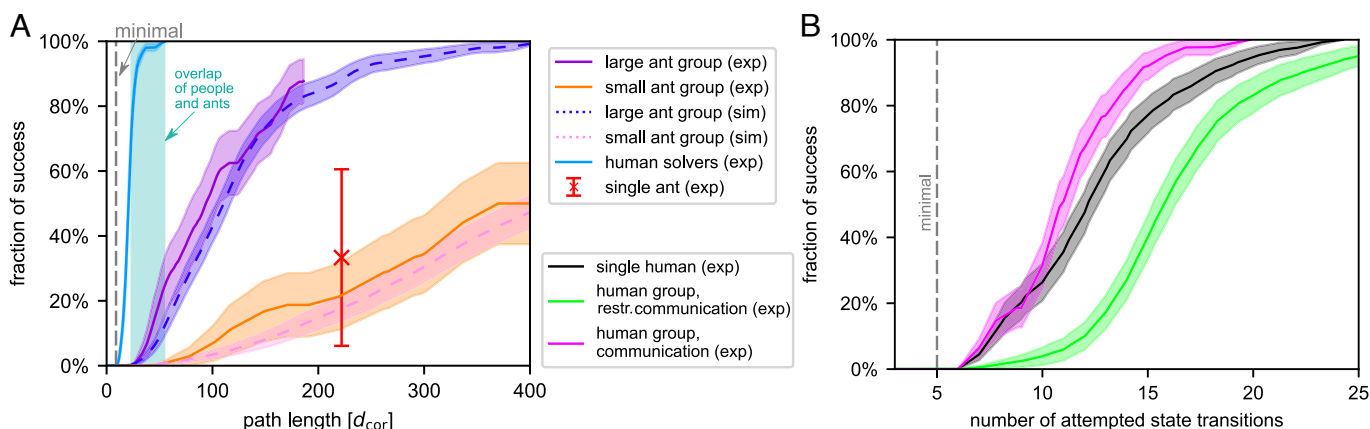 A
minimal
100%
80%
60%
40%
20%
0%
overlap
of people
and ants
fraction of success
0
100
200
300
400
path length [d_cor]
large ant group (exp)
small ant group (exp)
large ant group (sim)
small ant group (sim)
human solvers (exp)
single ant (exp)
single human (exp)
human group,
restr.communication (exp)
human group,
communication (exp)
B
100%
80%
60%
40%
20%
0%
fraction of success
minimal
5
10
15
20
25
number of attempted state transitions